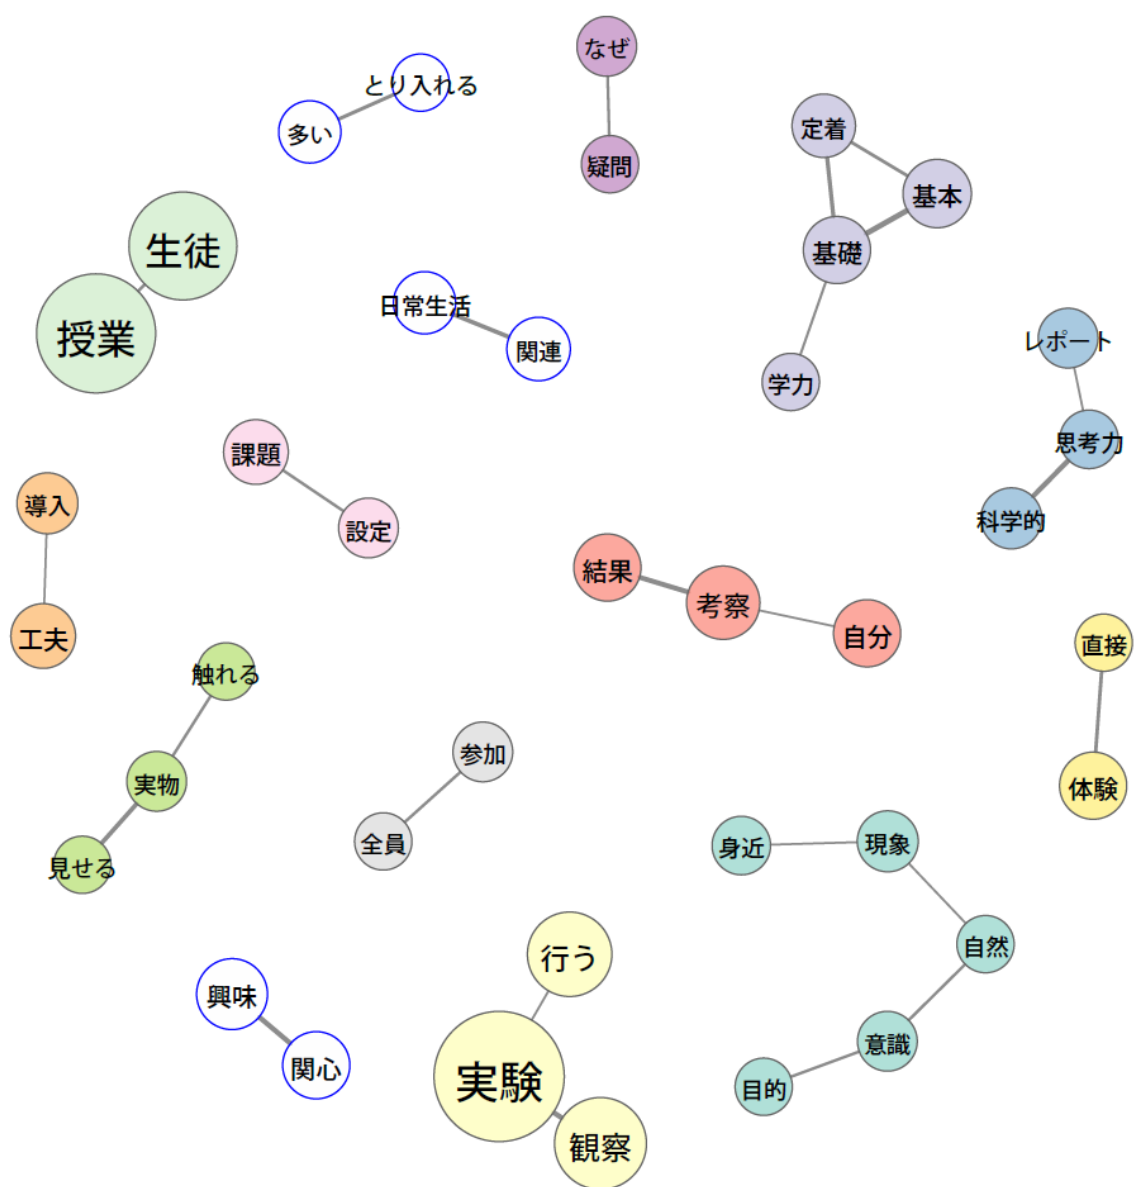 なぜ
とり入れる
多い
定着
疑問
基本
生徒
基礎
日常生活
授業
関連
レポート
学力
思考力
課題
導入
科学的
設定
結果
考察
自分
工夫
直接
触れる
参加
実物
体験
全員
身近
現象
見せる
自然
行う
興味
意識
関心
実験
目的
観察